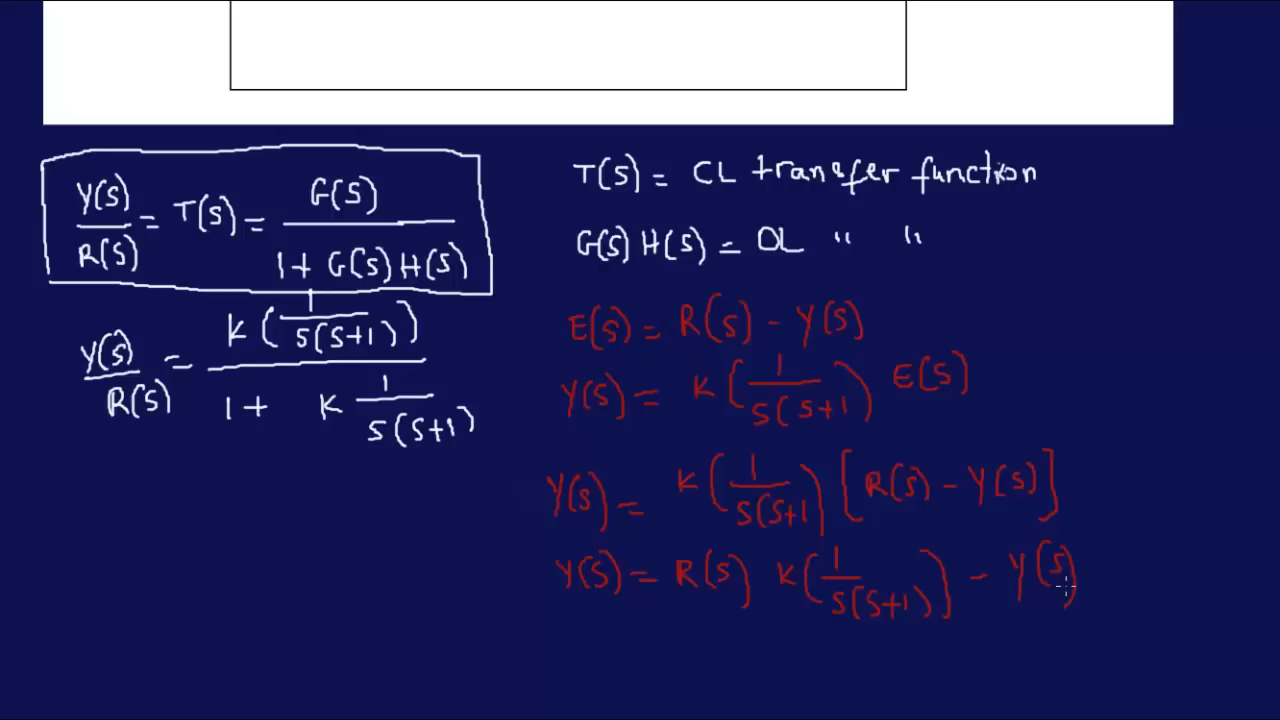 Y(S)/R(S) = T(S) = G(S)/(1 + G(S) H(S))
Y(S)/R(S) = K(1/S(S+1))/(1 + K 1/S(S+1))
T(S) = CL transfer function
G(S) H(S) = OL " "
E(S) = R(S) - Y(S)
Y(S) = K(1/S(S+1)) E(S)
Y(S) = K(1/S(S+1)) [R(S) - Y(S)]
Y(S) = R(S) K(1/S(S+1)) - Y(S)